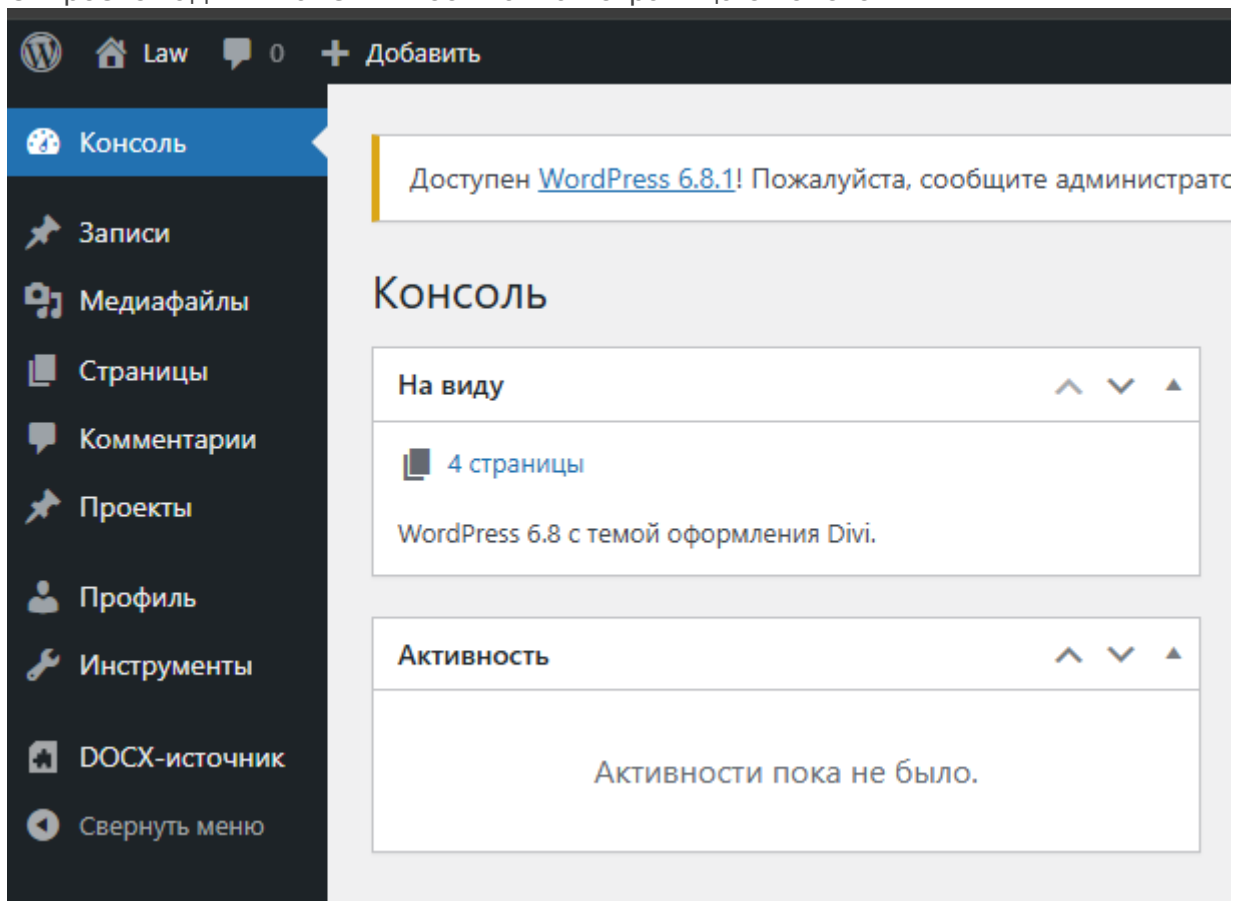 Law 0 + Добавить
Консоль
Доступен WordPress 6.8.1! Пожалуйста, сообщите
Записи
Консоль
Медиафайлы
Страницы
На виду
Комментарии
4 страницы
Проекты
WordPress 6.8 с темой оформления Divi.
Профиль
Активность
Инструменты
DOCX-источник
Активности пока не было.
Свернуть меню